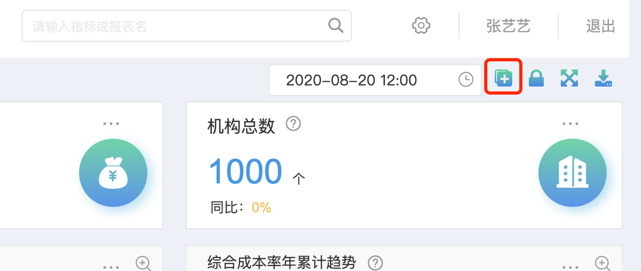 请输入指标或报表名
张艺艺
退出
2020-08-20 12:00
机构总数
1000 个
同比：0%
综合成本率年累计趋势